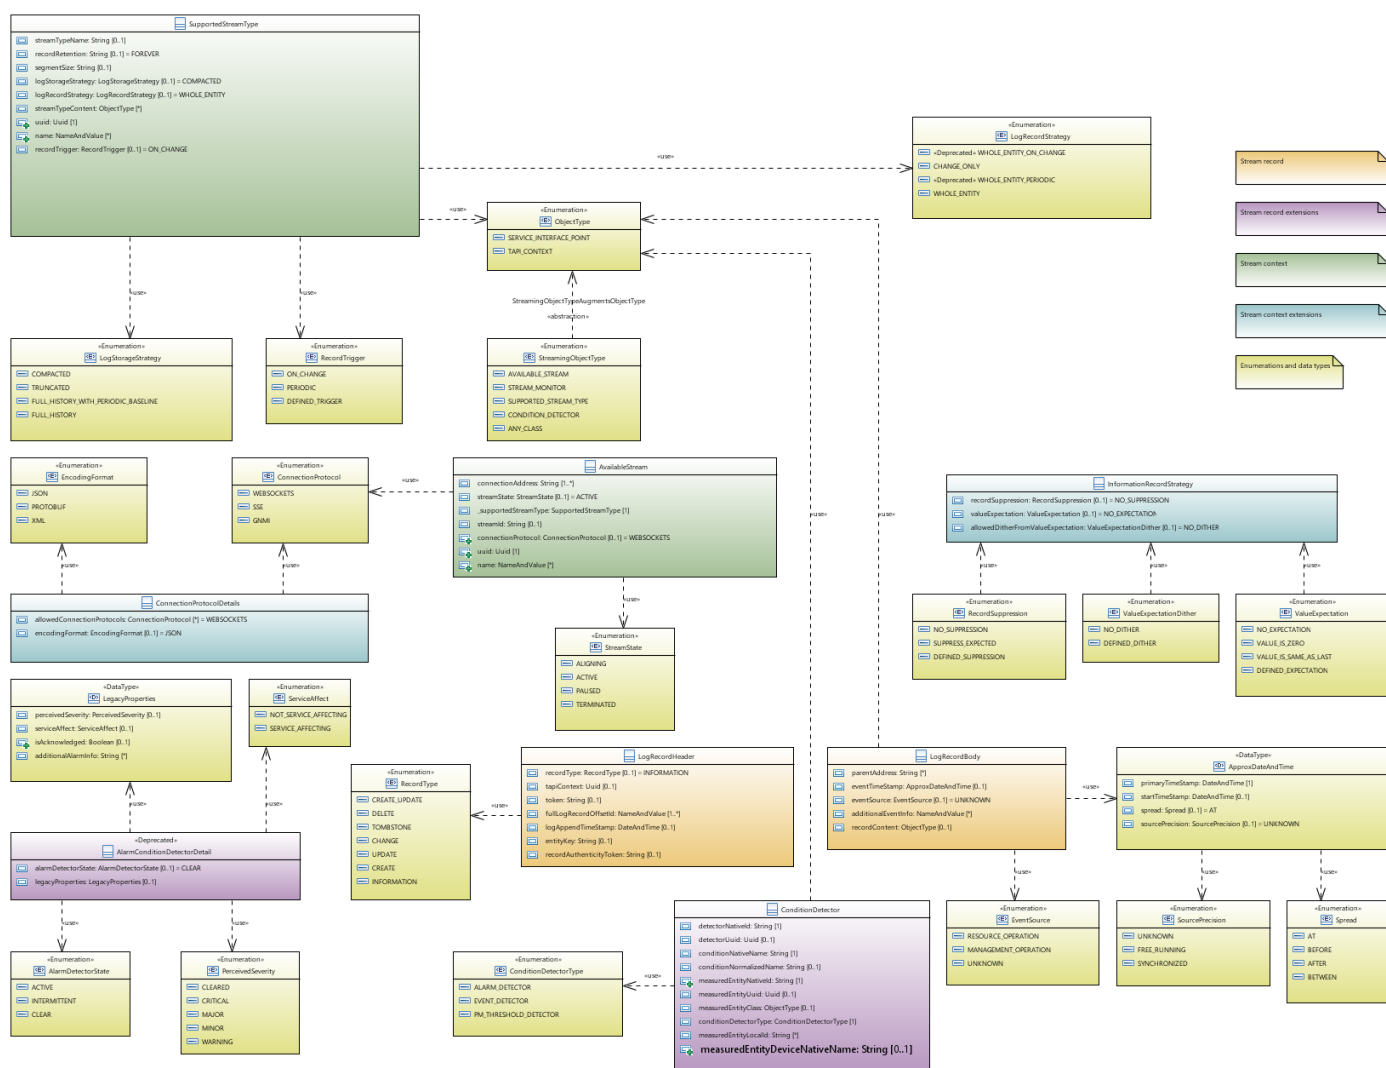 SupportedStreamType
streamTypeName: String [0..1]
recordRetention: String [0..1] = FOREVER
segmentSize: String [0..1]
logStorageStrategy: LogStorageStrategy [0..1] = COMPACTED
logRecordStrategy: LogRecordStrategy [0..1] = WHOLE_ENTITY
streamTypeContent: ObjectType [*]
uuid: Uuid [1]
name: NameAndValue [*]
recordTrigger: RecordTrigger [0..1] = ON_CHANGE
«use»
«use»
«use»
«use»
«Enumeration»
LogRecordStrategy
«Deprecated» WHOLE_ENTITY_ON_CHANGE
CHANGE_ONLY
«Deprecated» WHOLE_ENTITY_PERIODIC
WHOLE_ENTITY
Stream record
Stream record extensions
Stream context
Stream context extensions
Enumerations and data types
«Enumeration»
ObjectType
SERVICE_INTERFACE_POINT
TAPI_CONTEXT
StreamingObjectTypeAugmentsObjectType
«abstraction»
«Enumeration»
LogStorageStrategy
COMPACTED
TRUNCATED
FULL_HISTORY_WITH_PERIODIC_BASELINE
FULL_HISTORY
«Enumeration»
RecordTrigger
ON_CHANGE
PERIODIC
DEFINED_TRIGGER
«Enumeration»
StreamingObjectType
AVAILABLE_STREAM
STREAM_MONITOR
SUPPORTED_STREAM_TYPE
CONDITION_DETECTOR
ANY_CLASS
«Enumeration»
EncodingFormat
JSON
PROTOBUF
XML
«Enumeration»
ConnectionProtocol
WEBSOCKETS
SSE
GNMI
«use»
AvailableStream
connectionAddress: String [1..*]
streamState: StreamState [0..1] = ACTIVE
_supportedStreamType: SupportedStreamType [1]
streamId: String [0..1]
connectionProtocol: ConnectionProtocol [0..1] = WEBSOCKETS
uuid: Uuid [1]
name: NameAndValue [*]
«use»
«use»
InformationRecordStrategy
recordSuppression: RecordSuppression [0..1] = NO_SUPPRESSION
valueExpectation: ValueExpectation [0..1] = NO_EXPECTATION
allowedDitherFromValueExpectation: ValueExpectationDither [0..1] = NO_DITHER
«use»
«use»
«use»
«use»
«use»
ConnectionProtocolDetails
allowedConnectionProtocols: ConnectionProtocol [*] = WEBSOCKETS
encodingFormat: EncodingFormat [0..1] = JSON
«use»
«Enumeration»
StreamState
ALIGNING
ACTIVE
PAUSED
TERMINATED
«Enumeration»
RecordSuppression
NO_SUPPRESSION
SUPPRESS_EXPECTED
DEFINED_SUPPRESSION
«Enumeration»
ValueExpectationDither
NO_DITHER
DEFINED_DITHER
«Enumeration»
ValueExpectation
NO_EXPECTATION
VALUE_IS_ZERO
VALUE_IS_SAME_AS_LAST
DEFINED_EXPECTATION
«DataType»
LegacyProperties
perceivedSeverity: PerceivedSeverity [0..1]
serviceAffect: ServiceAffect [0..1]
isAcknowledged: Boolean [0..1]
additionalAlarmInfo: String [*]
«Enumeration»
ServiceAffect
NOT_SERVICE_AFFECTING
SERVICE_AFFECTING
«use»
«use»
«Enumeration»
RecordType
CREATE_UPDATE
DELETE
TOMBSTONE
CHANGE
UPDATE
CREATE
INFORMATION
«use»
LogRecordHeader
recordType: RecordType [0..1] = INFORMATION
tapiContext: Uuid [0..1]
token: String [0..1]
fullLogRecordOffsetId: NameAndValue [1..*]
logAppendTimeStamp: DateAndTime [0..1]
entityKey: String [0..1]
recordAuthenticityToken: String [0..1]
LogRecordBody
parentAddress: String [*]
eventTimeStamp: ApproxDateAndTime [0..1]
eventSource: EventSource [0..1] = UNKNOWN
additionalEventInfo: NameAndValue [*]
recordContent: ObjectType [0..1]
«use»
«DataType»
ApproxDateAndTime
primaryTimeStamp: DateAndTime [1]
startTimeStamp: DateAndTime [0..1]
spread: Spread [0..1] = AT
sourcePrecision: SourcePrecision [0..1] = UNKNOWN
«Deprecated»
AlarmConditionDetectorDetail
alarmDetectorState: AlarmDetectorState [0..1] = CLEAR
legacyProperties: LegacyProperties [0..1]
«use»
«use»
«use»
«use»
«use»
«Enumeration»
AlarmDetectorState
ACTIVE
INTERMITTENT
CLEAR
«Enumeration»
PerceivedSeverity
CLEARED
CRITICAL
MAJOR
MINOR
WARNING
«Enumeration»
ConditionDetectorType
ALARM_DETECTOR
EVENT_DETECTOR
PM_THRESHOLD_DETECTOR
«use»
ConditionDetector
detectorNativeId: String [1]
detectorUuid: Uuid [0..1]
conditionNativeName: String [1]
conditionNormalizedName: String [0..1]
measuredEntityNativeId: String [1]
measuredEntityUuid: Uuid [0..1]
measuredEntityClass: ObjectType [0..1]
conditionDetectorType: ConditionDetectorType [1]
measuredEntityLocalId: String [*]
measuredEntityDeviceNativeName: String [0..1]
«Enumeration»
EventSource
RESOURCE_OPERATION
MANAGEMENT_OPERATION
UNKNOWN
«Enumeration»
SourcePrecision
UNKNOWN
FREE_RUNNING
SYNCHRONIZED
«Enumeration»
Spread
AT
BEFORE
AFTER
BETWEEN